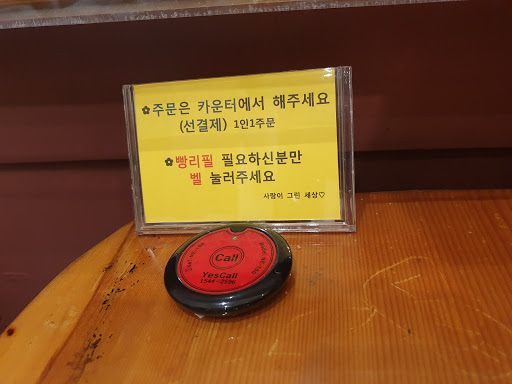 ✿주문은 카운터에서 해주세요
(선결제) 1인1주문
✿빵리필 필요하신분만
벨 눌러주세요
사랑이 그린 세상♡
Call
YesCall